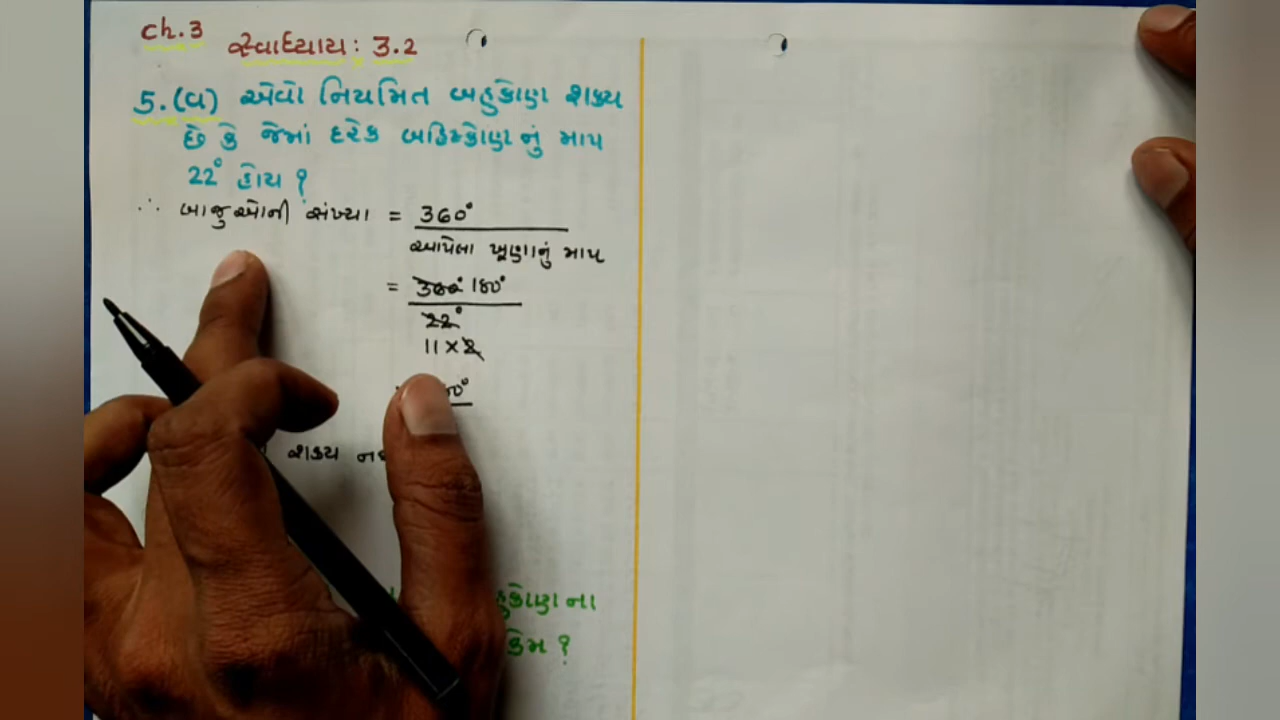 Ch.3
સ્વાધ્યાય: 3.2
5.(વ) એવો નિયમિત બહુકોણ શક્ય
છે કે જેમાં દરેક બહિષ્કોણનું માપ
22° હોય ?
∴ બાજુઓની સંખ્યા = 360°
આપેલા ખૂણાનું માપ
= 360° 180°
22°
11 × 2
શક્ય
બહુકોણના
કેમ ?